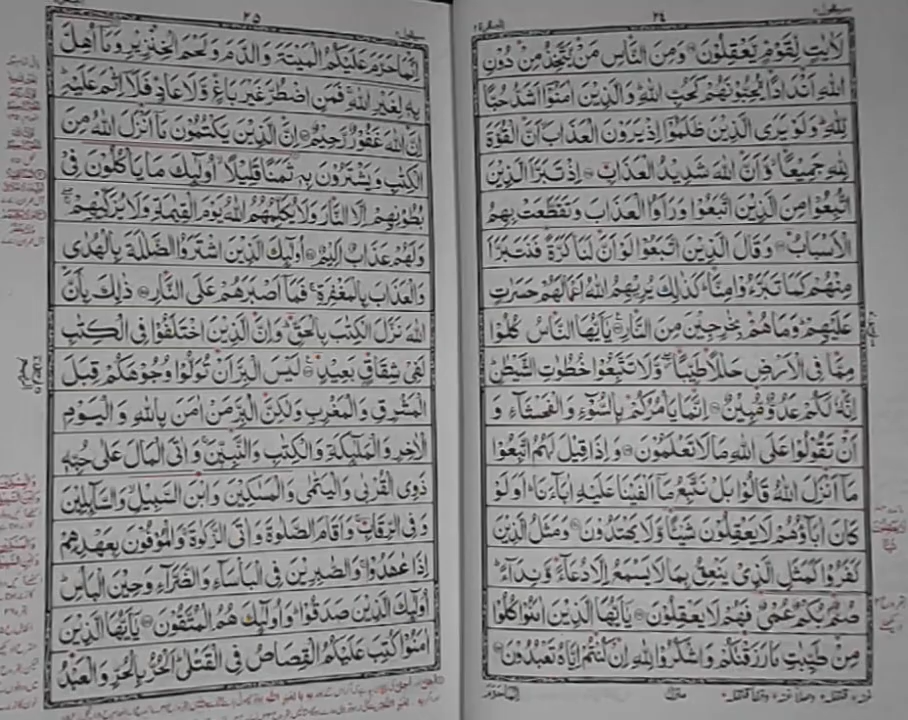 ٢٤
لَاٰيٰتٍ لِّقَوْمٍ يَّعْقِلُوْنَ وَمِنَ النَّاسِ مَنْ يَّتَّخِذُ مِنْ دُوْنِ
اللّٰهِ اَنْدَادًا يُّحِبُّوْنَهُمْ كَحُبِّ اللّٰهِ وَالَّذِيْنَ اٰمَنُوْٓا اَشَدُّ حُبًّا
لِّلّٰهِ وَلَوْ يَرَى الَّذِيْنَ ظَلَمُوْٓا اِذْ يَرَوْنَ الْعَذَابَ اَنَّ الْقُوَّةَ
لِلّٰهِ جَمِيْعًا وَّاَنَّ اللّٰهَ شَدِيْدُ الْعَذَابِ اِذْ تَبَرَّاَ الَّذِيْنَ
اتُّبِعُوْا مِنَ الَّذِيْنَ اتَّبَعُوْا وَرَاَوُا الْعَذَابَ وَتَقَطَّعَتْ بِهِمُ
الْاَسْبَابُ وَقَالَ الَّذِيْنَ اتَّبَعُوْا لَوْ اَنَّ لَنَا كَرَّةً فَنَتَبَرَّاَ
مِنْهُمْ كَمَا تَبَرَّءُوْا مِنَّا كَذٰلِكَ يُرِيْهِمُ اللّٰهُ اَعْمَالَهُمْ حَسَرٰتٍ
عَلَيْهِمْ وَمَا هُمْ بِخٰرِجِيْنَ مِنَ النَّارِ يٰٓاَيُّهَا النَّاسُ كُلُوْا
مِمَّا فِى الْاَرْضِ حَلٰلًا طَيِّبًا وَّلَا تَتَّبِعُوْا خُطُوٰتِ الشَّيْطٰنِ
اِنَّهٗ لَكُمْ عَدُوٌّ مُّبِيْنٌ اِنَّمَا يَاْمُرُكُمْ بِالسُّوْٓءِ وَالْفَحْشَآءِ وَ
اَنْ تَقُوْلُوْا عَلَى اللّٰهِ مَا لَا تَعْلَمُوْنَ وَاِذَا قِيْلَ لَهُمُ اتَّبِعُوْا
مَآ اَنْزَلَ اللّٰهُ قَالُوْا بَلْ نَتَّبِعُ مَآ اَلْفَيْنَا عَلَيْهِ اٰبَآءَنَا اَوَلَوْ
كَانَ اٰبَآؤُهُمْ لَا يَعْقِلُوْنَ شَيْـًٔا وَّلَا يَهْتَدُوْنَ وَمَثَلُ الَّذِيْنَ
كَفَرُوْا كَمَثَلِ الَّذِيْ يَنْعِقُ بِمَا لَا يَسْمَعُ اِلَّا دُعَآءً وَّنِدَآءً
صُمٌّۢ بُكْمٌ عُمْيٌ فَهُمْ لَا يَعْقِلُوْنَ يٰٓاَيُّهَا الَّذِيْنَ اٰمَنُوْا كُلُوْا
مِنْ طَيِّبٰتِ مَا رَزَقْنٰكُمْ وَاشْكُرُوْا لِلّٰهِ اِنْ كُنْتُمْ اِيَّاهُ تَعْبُدُوْنَ
٢٥
اِنَّمَا حَرَّمَ عَلَيْكُمُ الْمَيْتَةَ وَالدَّمَ وَلَحْمَ الْخِنْزِيْرِ وَمَآ اُهِلَّ
بِهٖ لِغَيْرِ اللّٰهِ فَمَنِ اضْطُرَّ غَيْرَ بَاغٍ وَّلَا عَادٍ فَلَآ اِثْمَ عَلَيْهِ
اِنَّ اللّٰهَ غَفُوْرٌ رَّحِيْمٌ اِنَّ الَّذِيْنَ يَكْتُمُوْنَ مَآ اَنْزَلَ اللّٰهُ مِنَ
الْكِتٰبِ وَيَشْتَرُوْنَ بِهٖ ثَمَنًا قَلِيْلًا اُولٰٓئِكَ مَا يَاْكُلُوْنَ فِيْ
بُطُوْنِهِمْ اِلَّا النَّارَ وَلَا يُكَلِّمُهُمُ اللّٰهُ يَوْمَ الْقِيٰمَةِ وَلَا يُزَكِّيْهِمْ
وَلَهُمْ عَذَابٌ اَلِيْمٌ اُولٰٓئِكَ الَّذِيْنَ اشْتَرَوُا الضَّلٰلَةَ بِالْهُدٰى
وَالْعَذَابَ بِالْمَغْفِرَةِ فَمَآ اَصْبَرَهُمْ عَلَى النَّارِ ذٰلِكَ بِاَنَّ
اللّٰهَ نَزَّلَ الْكِتٰبَ بِالْحَقِّ وَاِنَّ الَّذِيْنَ اخْتَلَفُوْا فِى الْكِتٰبِ
لَفِيْ شِقَاقٍۢ بَعِيْدٍ لَيْسَ الْبِرَّ اَنْ تُوَلُّوْا وُجُوْهَكُمْ قِبَلَ
الْمَشْرِقِ وَالْمَغْرِبِ وَلٰكِنَّ الْبِرَّ مَنْ اٰمَنَ بِاللّٰهِ وَالْيَوْمِ
الْاٰخِرِ وَالْمَلٰٓئِكَةِ وَالْكِتٰبِ وَالنَّبِيّٖنَ وَاٰتَى الْمَالَ عَلٰى حُبِّهٖ
ذَوِى الْقُرْبٰى وَالْيَتٰمٰى وَالْمَسٰكِيْنَ وَابْنَ السَّبِيْلِ وَالسَّآئِلِيْنَ
وَفِى الرِّقَابِ وَاَقَامَ الصَّلٰوةَ وَاٰتَى الزَّكٰوةَ وَالْمُوْفُوْنَ بِعَهْدِهِمْ
اِذَا عٰهَدُوْا وَالصّٰبِرِيْنَ فِى الْبَاْسَآءِ وَالضَّرَّآءِ وَحِيْنَ الْبَاْسِ
اُولٰٓئِكَ الَّذِيْنَ صَدَقُوْا وَاُولٰٓئِكَ هُمُ الْمُتَّقُوْنَ يٰٓاَيُّهَا الَّذِيْنَ
اٰمَنُوْا كُتِبَ عَلَيْكُمُ الْقِصَاصُ فِى الْقَتْلٰى اَلْحُرُّ بِالْحُرِّ وَالْعَبْدُ